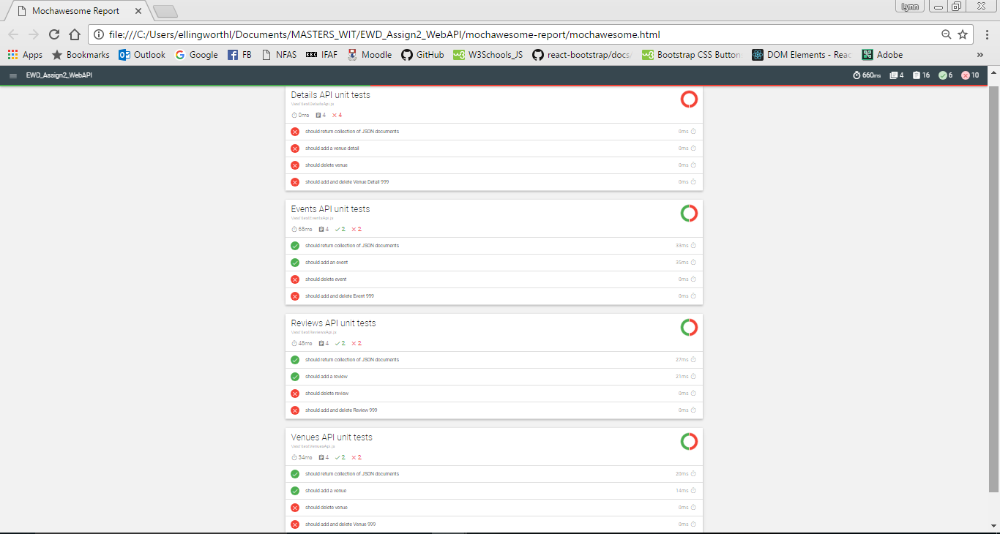 Mochawesome Report
Lynn
file:///C:/Users/ellingworthl/Documents/MASTERS_WIT/EWD_Assign2_WebAPI/mochawesome-report/mochawesome.html
Apps Bookmarks Outlook Google FB NFAS BBC IFAF Moodle GitHub W3Schools_JS react-bootstrap/docs/ Bootstrap CSS Button DOM Elements - Reac Adobe »
EWD_Assign2_WebAPI 660ms 4 16 6 10
Details API unit tests
\test\testDetailsApi.js
0ms 4 4
should return collection of JSON documents 0ms
should add a venue detail 0ms
should delete venue 0ms
should add and delete Venue Detail 999 0ms
Events API unit tests
\test\testEventsApi.js
68ms 4 2 2
should return collection of JSON documents 33ms
should add an event 35ms
should delete event 0ms
should add and delete Event 999 0ms
Reviews API unit tests
\test\testReviewsApi.js
48ms 4 2 2
should return collection of JSON documents 27ms
should add a review 21ms
should delete review 0ms
should add and delete Review 999 0ms
Venues API unit tests
\test\testVenuesApi.js
34ms 4 2 2
should return collection of JSON documents 20ms
should add a venue 14ms
should delete venue 0ms
should add and delete Venue 999 0ms